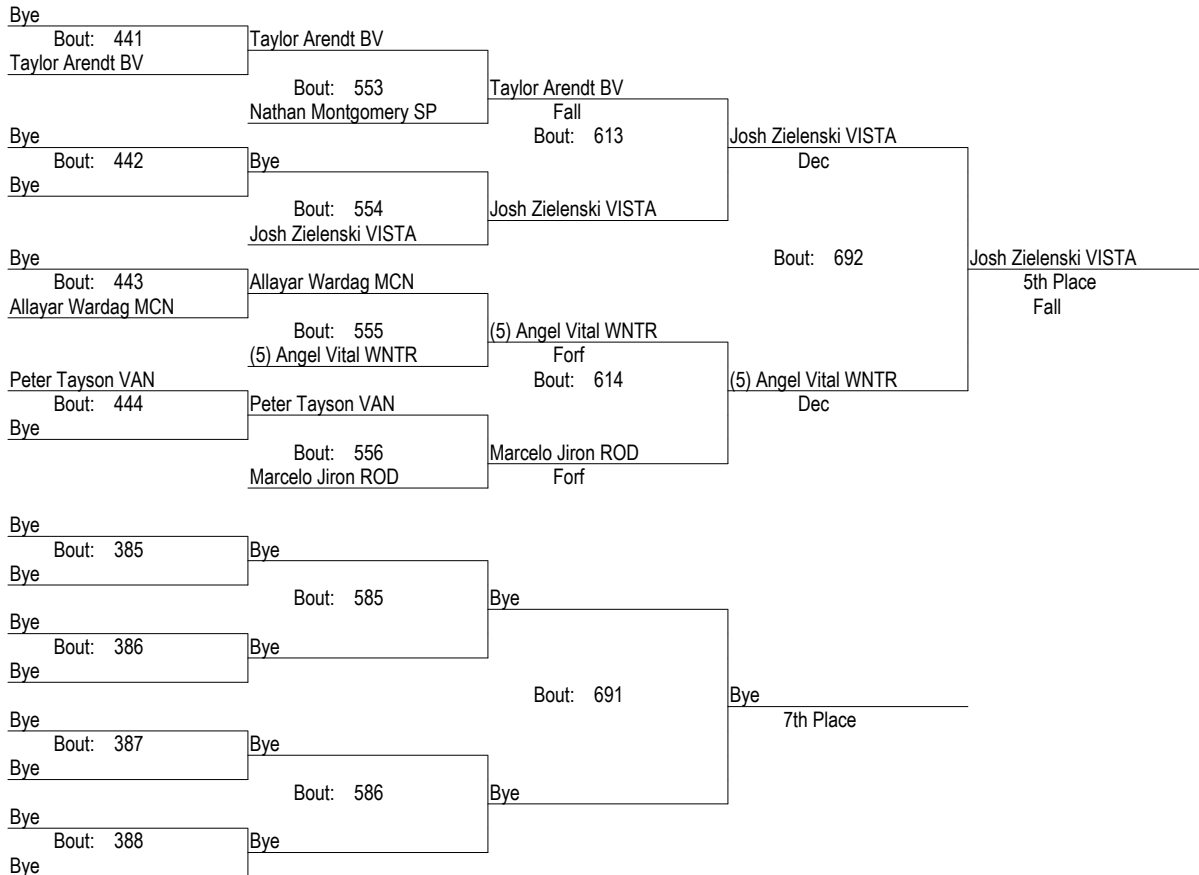 Bye
Bout: 441
Taylor Arendt BV
Taylor Arendt BV
Bout: 553
Nathan Montgomery SP
Taylor Arendt BV
Fall
Bout: 613
Bye
Bout: 442
Bye
Bye
Bout: 554
Josh Zielenski VISTA
Josh Zielenski VISTA
Josh Zielenski VISTA
Dec
Bout: 692
Josh Zielenski VISTA
5th Place
Fall
Bye
Bout: 443
Allayar Wardag MCN
Allayar Wardag MCN
Bout: 555
(5) Angel Vital WNTR
(5) Angel Vital WNTR
Forf
Bout: 614
(5) Angel Vital WNTR
Dec
Peter Tayson VAN
Bout: 444
Bye
Peter Tayson VAN
Bout: 556
Marcelo Jiron ROD
Marcelo Jiron ROD
Forf
Bye
Bout: 385
Bye
Bye
Bout: 585
Bye
Bye
Bout: 386
Bye
Bye
Bout: 691
Bye
7th Place
Bye
Bout: 387
Bye
Bye
Bout: 586
Bye
Bye
Bout: 388
Bye
Bye